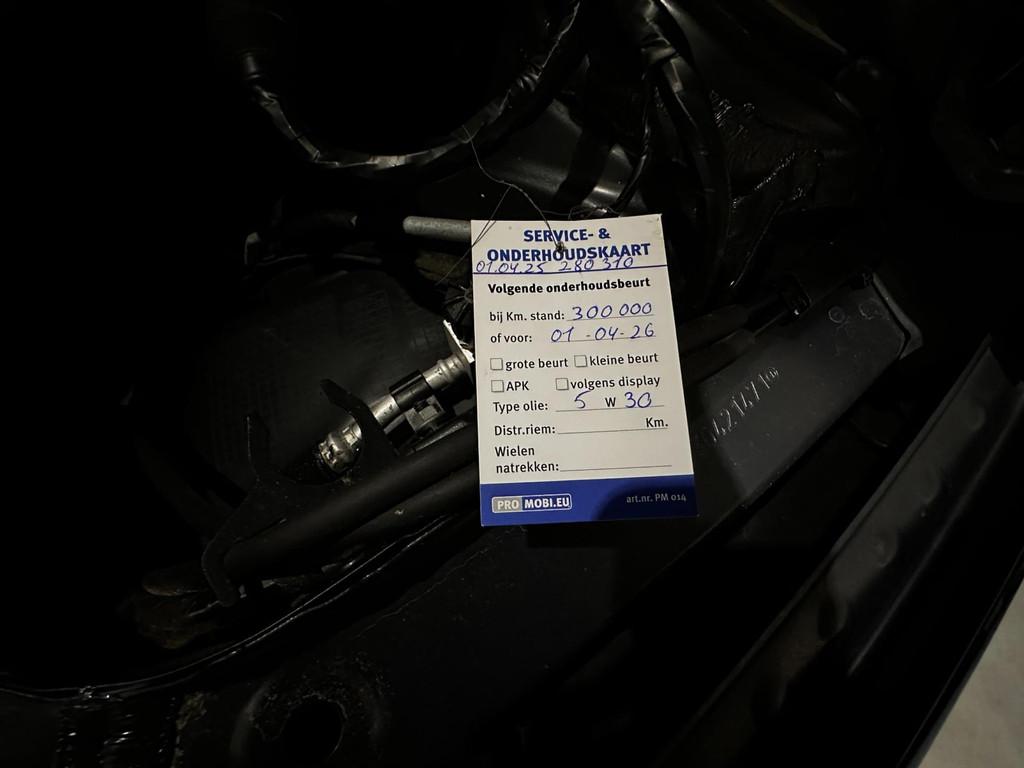 SERVICE- &
ONDERHOUDSKAART
01.04.25 280 310
Volgende onderhoudsbeurt
bij Km. stand: 300 000
of voor: 01 -04-26
grote beurt kleine beurt
APK volgens display
Type olie: 5 W 30
Distr.riem: Km.
Wielen
natrekken:
PRO MOBI.EU art.nr. PM 014